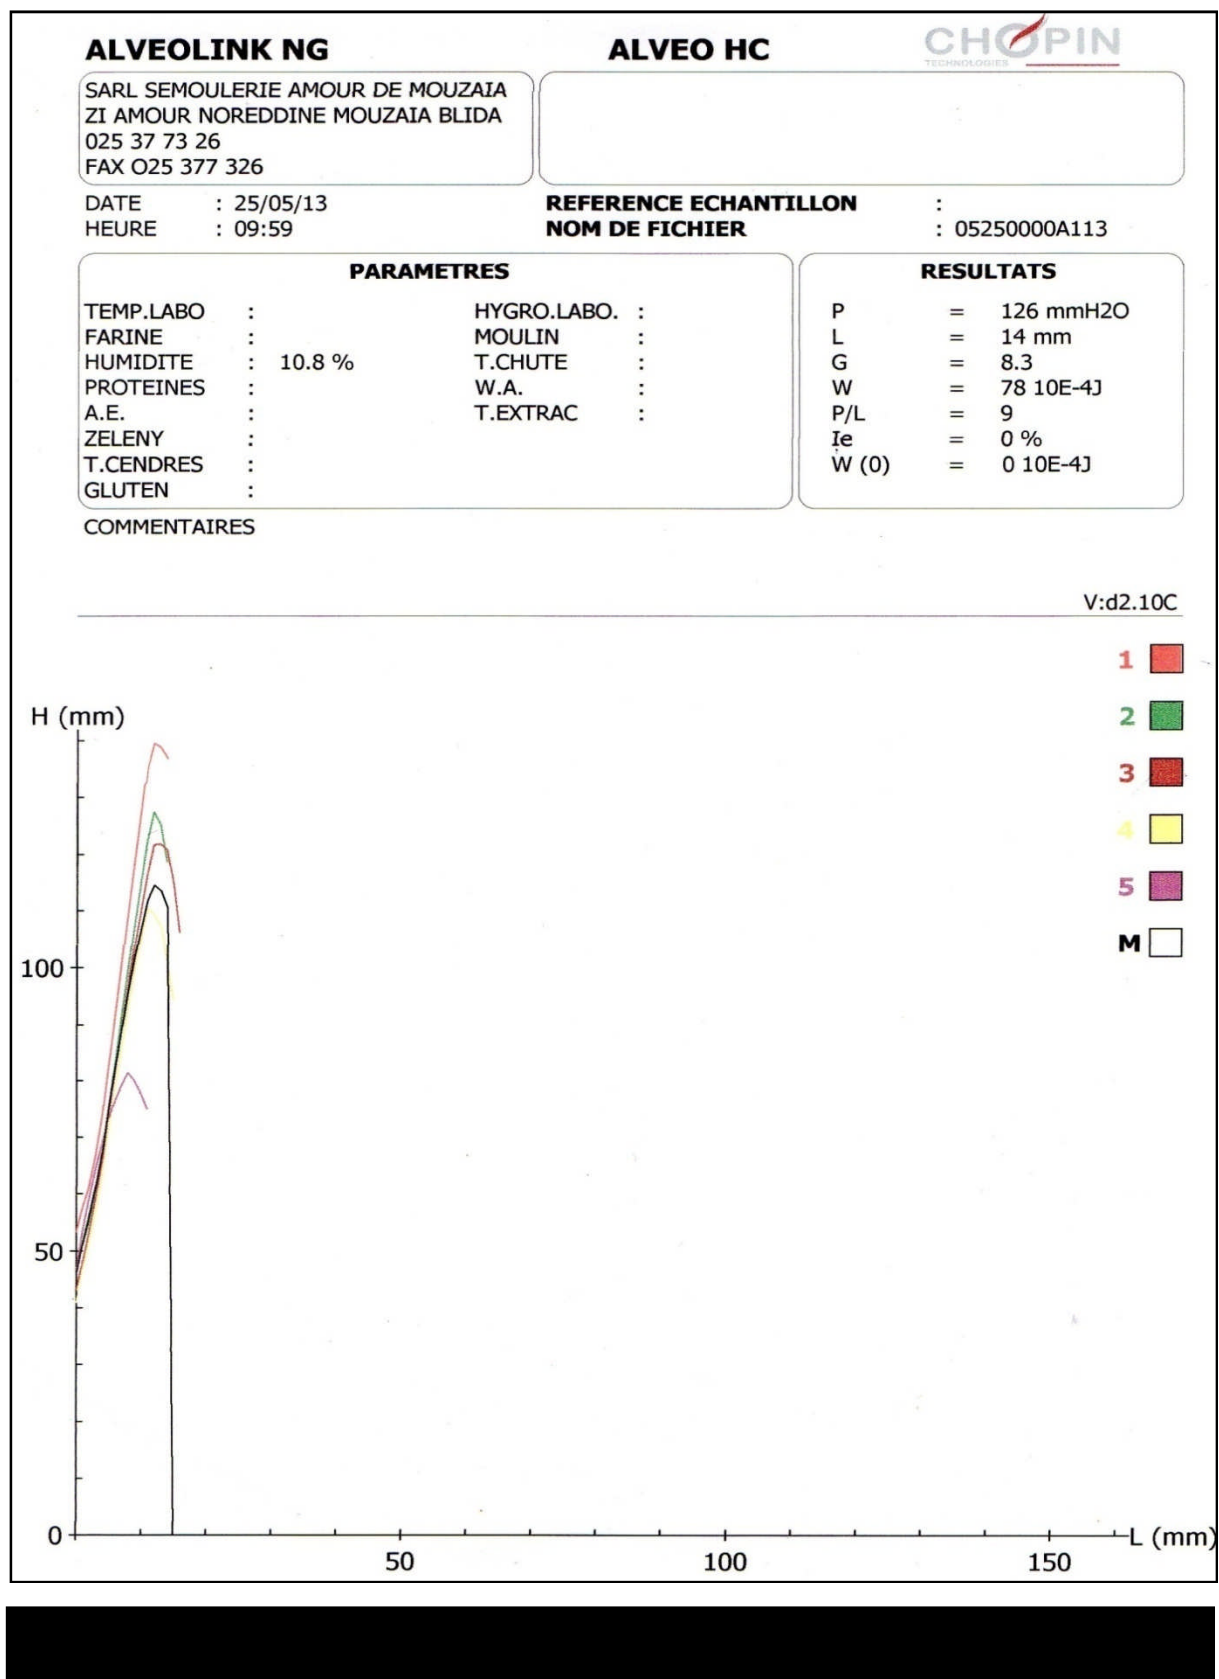 ALVEOLINK NG ALVEO HC CHOPIN
TECHNOLOGIES
SARL SEMOULERIE AMOUR DE MOUZAIA
ZI AMOUR NOREDDINE MOUZAIA BLIDA
025 37 73 26
FAX O25 377 326
DATE : 25/05/13 REFERENCE ECHANTILLON :
HEURE : 09:59 NOM DE FICHIER : 05250000A113
PARAMETRES RESULTATS
TEMP.LABO : HYGRO.LABO. : P = 126 mmH2O
FARINE : MOULIN : L = 14 mm
HUMIDITE : 10.8 % T.CHUTE : G = 8.3
PROTEINES : W.A. : W = 78 10E-4J
A.E. : T.EXTRAC : P/L = 9
ZELENY : Ie = 0 %
T.CENDRES : W (0) = 0 10E-4J
GLUTEN :
COMMENTAIRES
V:d2.10C
1
H (mm) 2
3
4
5
M
100
50
0
50 100 150 L (mm)